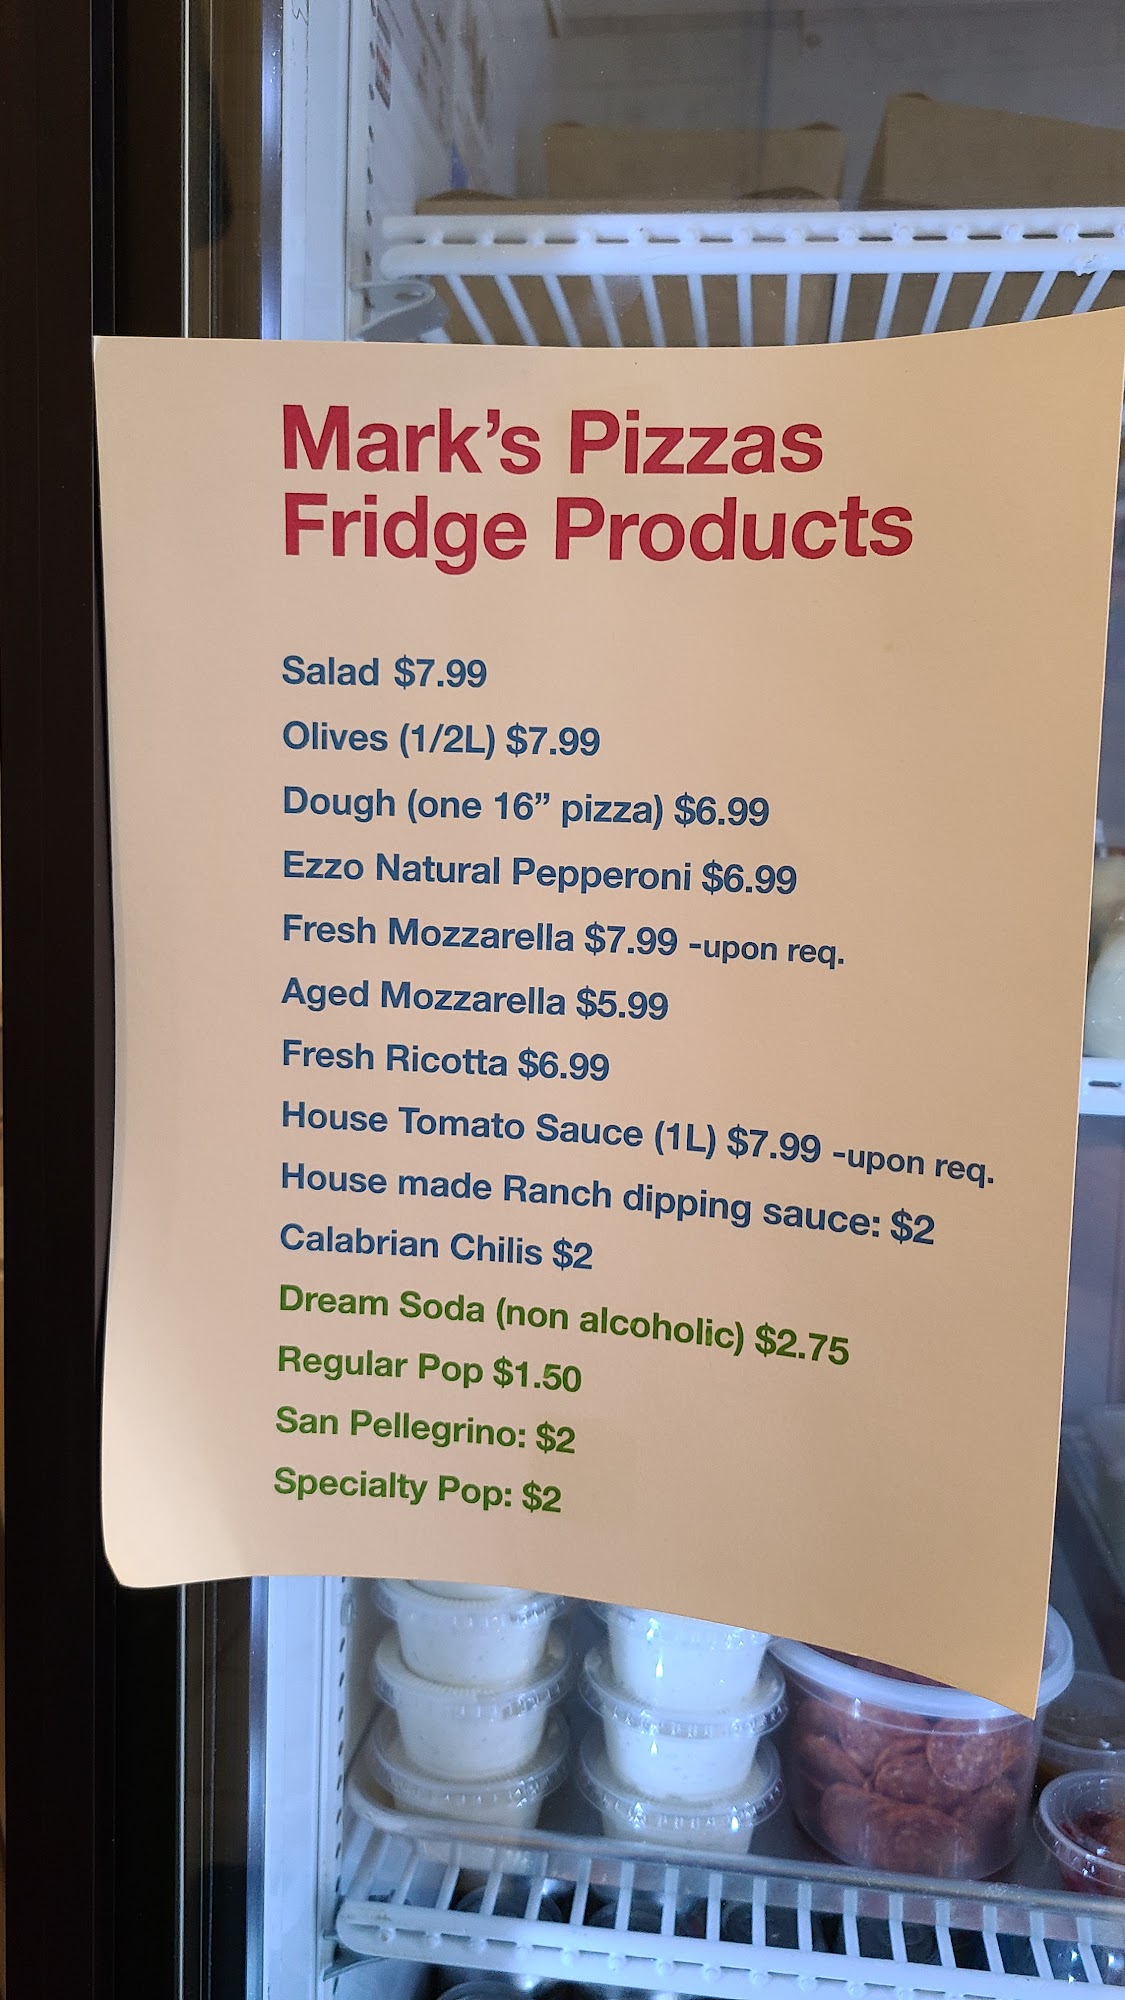 Mark's Pizzas
Fridge Products
Salad $7.99
Olives (1/2L) $7.99
Dough (one 16” pizza) $6.99
Ezzo Natural Pepperoni $6.99
Fresh Mozzarella $7.99 -upon req.
Aged Mozzarella $5.99
Fresh Ricotta $6.99
House Tomato Sauce (1L) $7.99 -upon req.
House made Ranch dipping sauce: $2
Calabrian Chilis $2
Dream Soda (non alcoholic) $2.75
Regular Pop $1.50
San Pellegrino: $2
Specialty Pop: $2